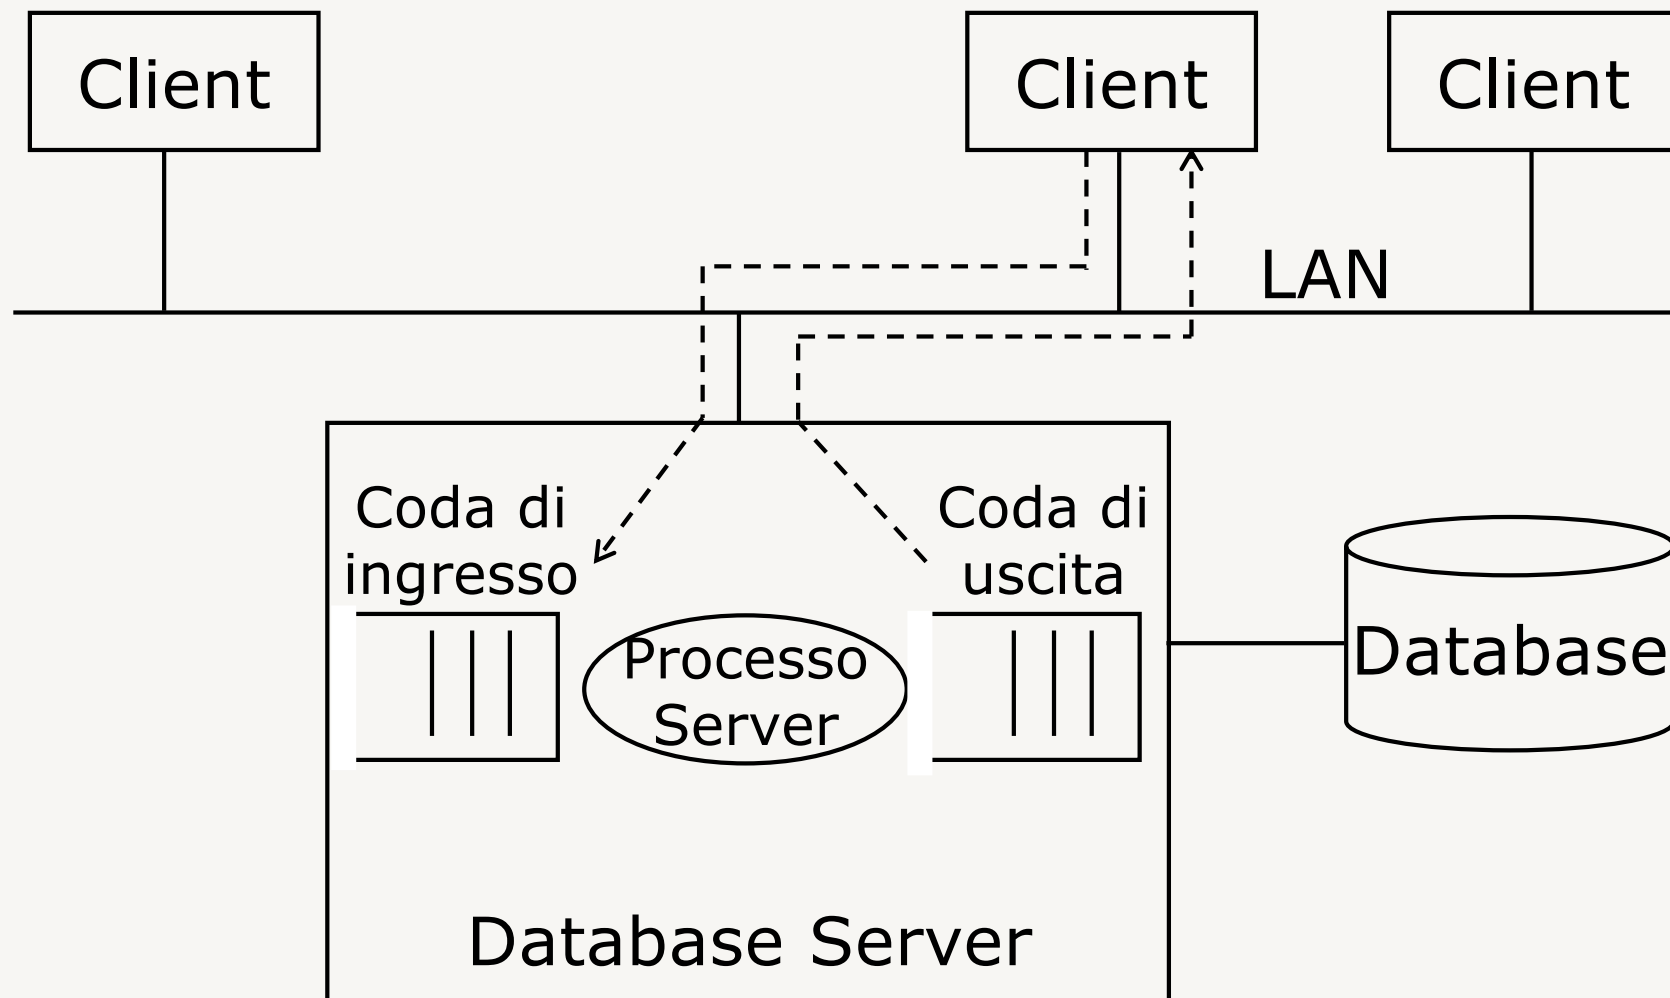 Client
Client
Client
LAN
Coda di
ingresso
Coda di
uscita
Processo
Server
Database
Database Server